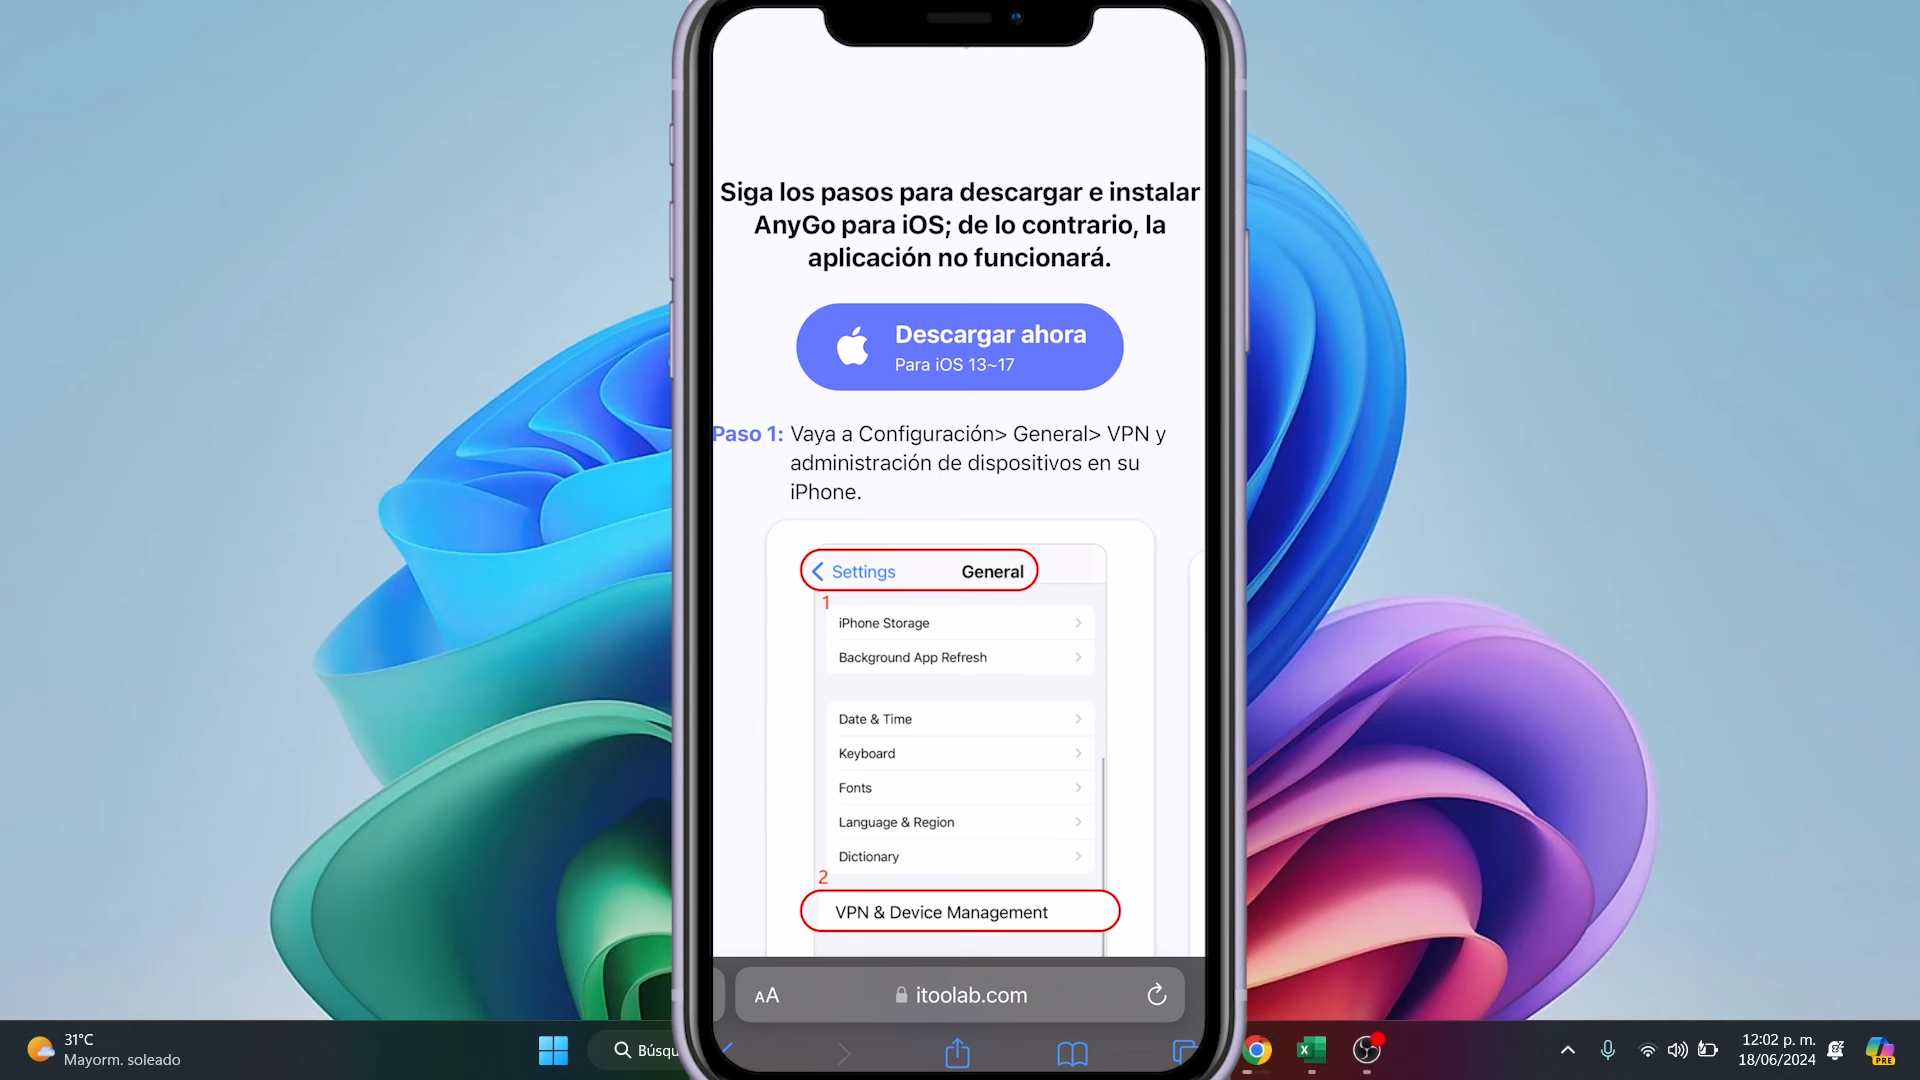 Siga los pasos para descargar e instalar
AnyGo para iOS; de lo contrario, la
aplicación no funcionará.
Descargar ahora
Para iOS 13~17
Paso 1: Vaya a Configuración> General> VPN y
administración de dispositivos en su
iPhone.
Settings General
1
iPhone Storage
Background App Refresh
Date & Time
Keyboard
Fonts
Language & Region
Dictionary
2
VPN & Device Management
AA itoolab.com
31°C
Mayorm. soleado
Búsqu
12:02 p. m.
18/06/2024
PRE